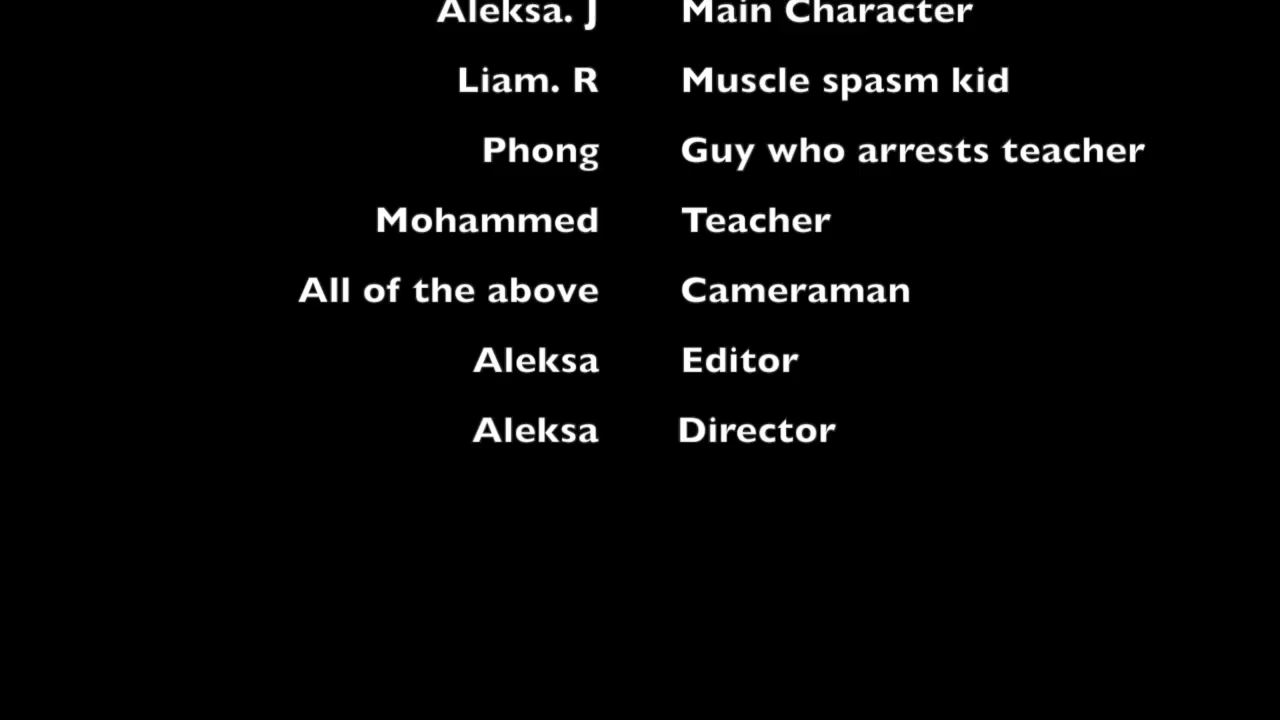 Aleksa. J Main Character
Liam. R Muscle spasm kid
Phong Guy who arrests teacher
Mohammed Teacher
All of the above Cameraman
Aleksa Editor
Aleksa Director